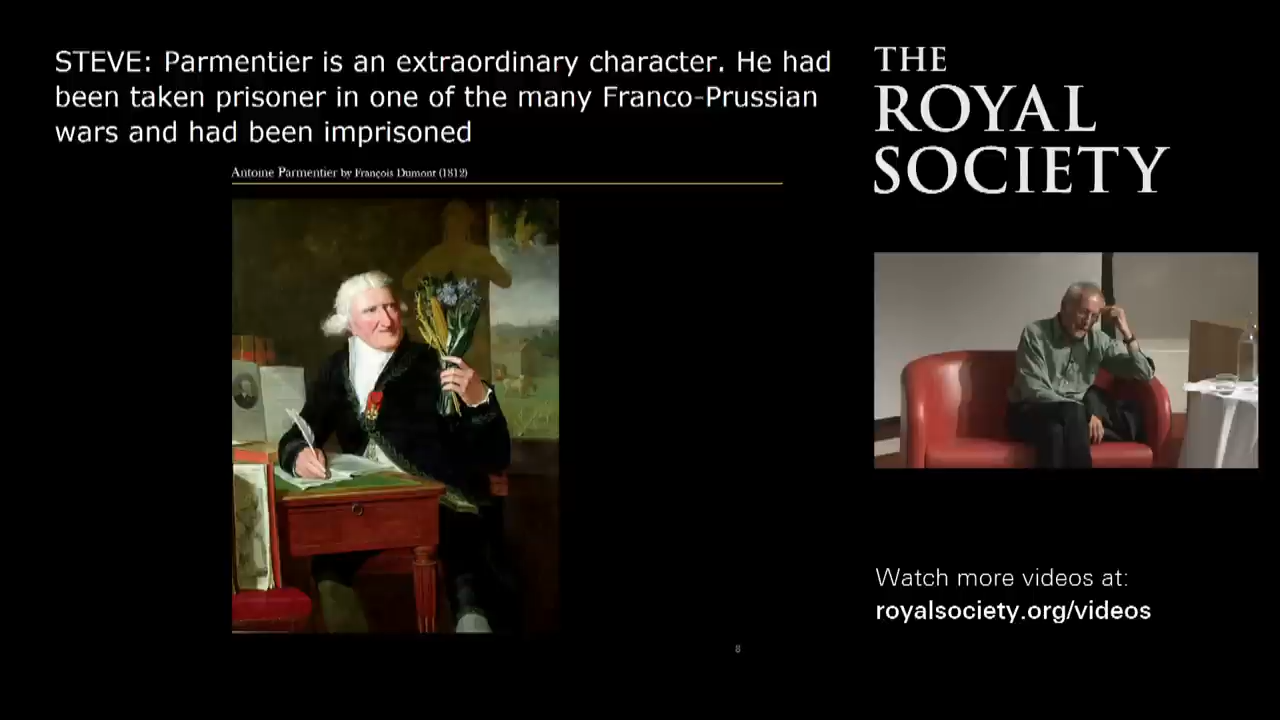 STEVE: Parmentier is an extraordinary character. He had
been taken prisoner in one of the many Franco-Prussian
wars and had been imprisoned
Antoine Parmentier by François Dumont (1812)
8
THE
ROYAL
SOCIETY
Watch more videos at:
royalsociety.org/videos